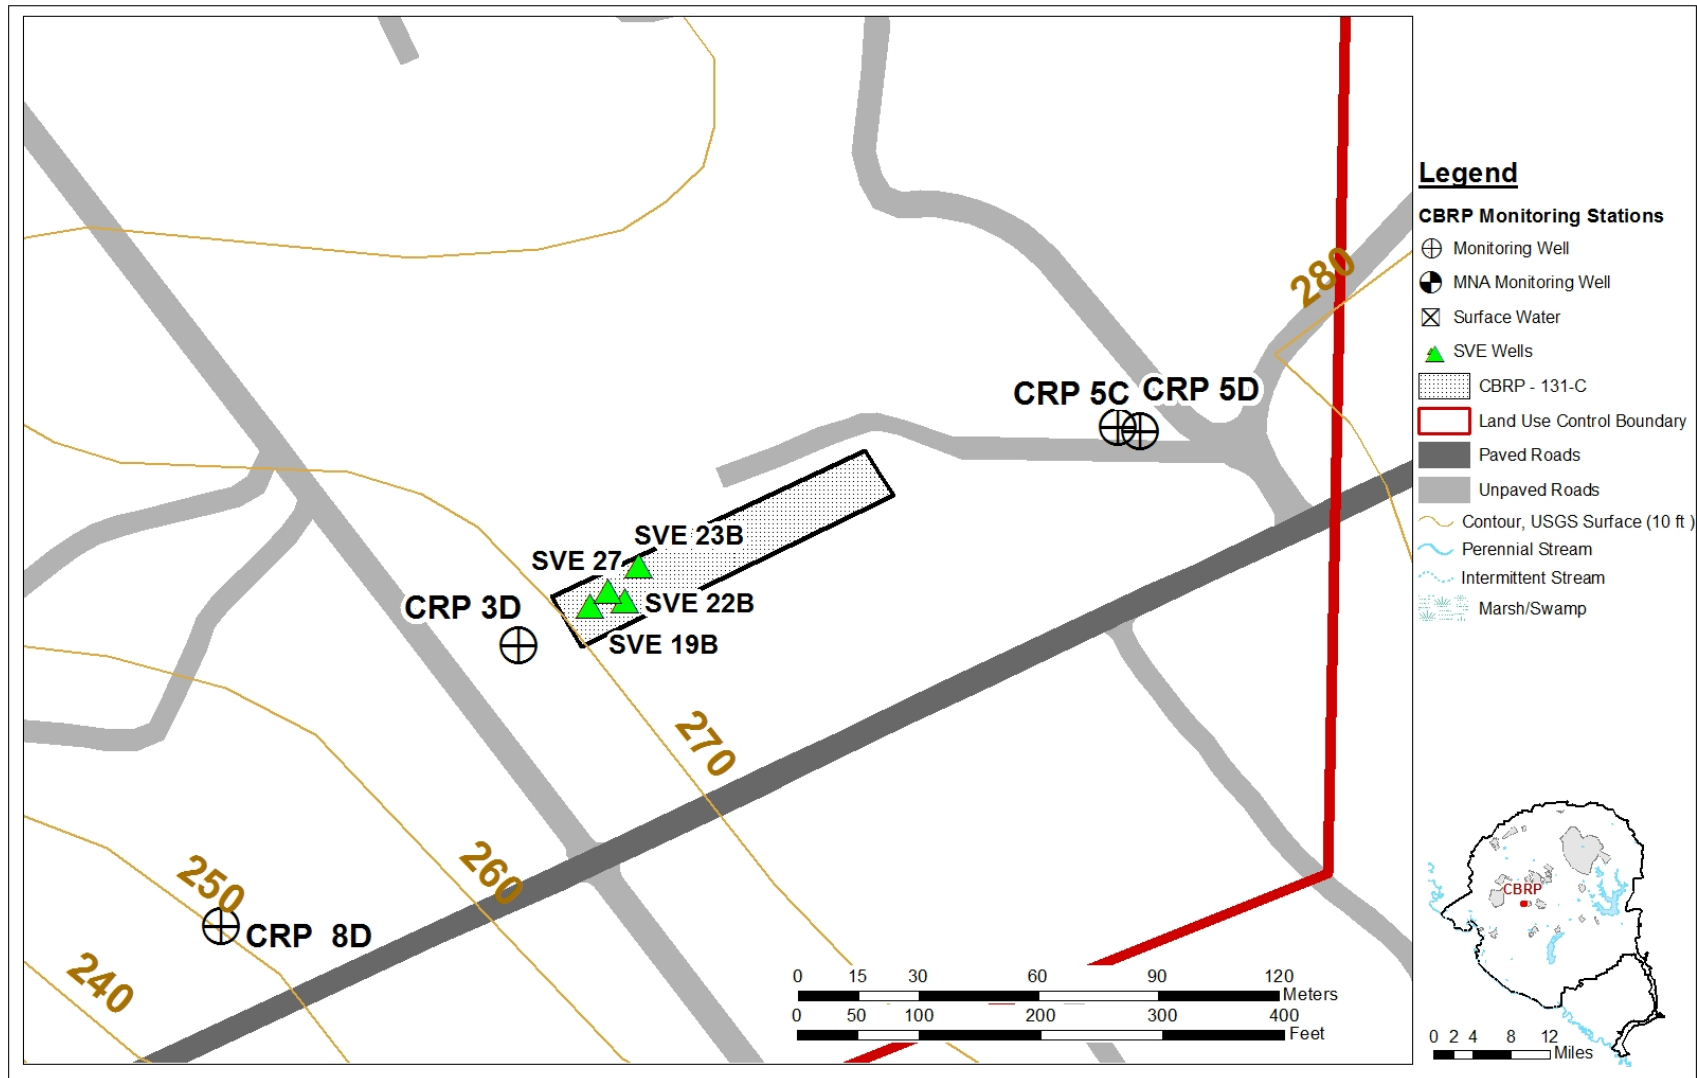 280
CRP 5C
CRP 5D
SVE 23B
SVE 27
SVE 22B
CRP 3D
SVE 19B
270
260
250
CRP 8D
240
0 15 30 60 90 120
Meters
0 50 100 200 300 400
Feet
Legend
CBRP Monitoring Stations
Monitoring Well
MNA Monitoring Well
Surface Water
SVE Wells
CBRP - 131-C
Land Use Control Boundary
Paved Roads
Unpaved Roads
Contour, USGS Surface (10 ft )
Perennial Stream
Intermittent Stream
Marsh/Swamp
CBRP
0 2 4 8 12
Miles